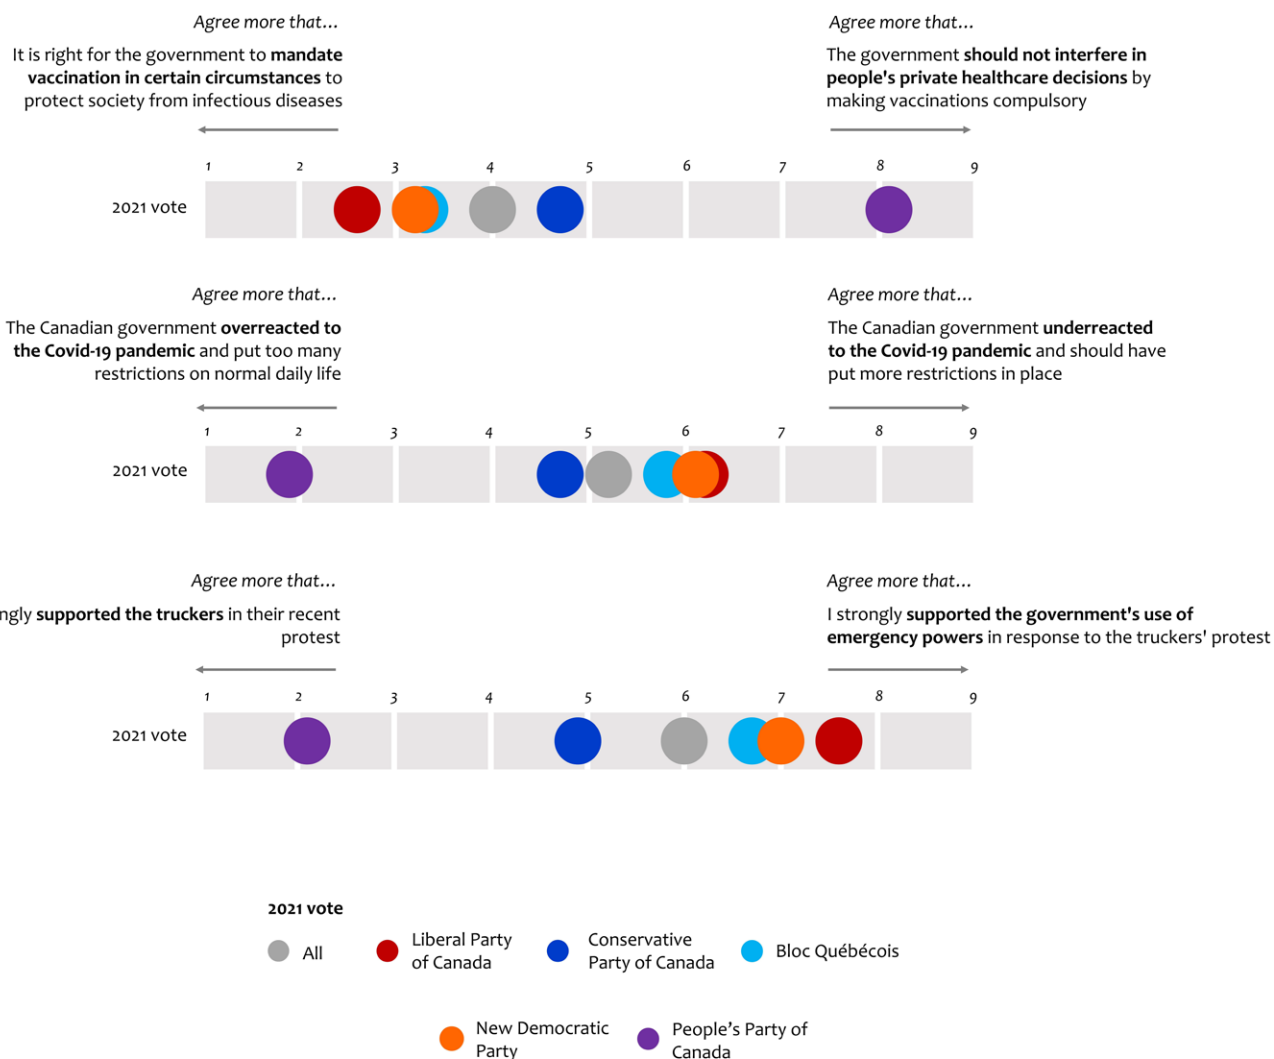 Agree more that...
It is right for the government to mandate
vaccination in certain circumstances to
protect society from infectious diseases
Agree more that...
The government should not interfere in
people's private healthcare decisions by
making vaccinations compulsory
1 2 3 4 5 6 7 8 9
2021 vote
Agree more that...
The Canadian government overreacted to
the Covid-19 pandemic and put too many
restrictions on normal daily life
Agree more that...
The Canadian government underreacted
to the Covid-19 pandemic and should have
put more restrictions in place
1 2 3 4 5 6 7 8 9
2021 vote
Agree more that...
ngly supported the truckers in their recent
protest
Agree more that...
I strongly supported the government's use of
emergency powers in response to the truckers' protest
1 2 3 4 5 6 7 8 9
2021 vote
2021 vote
All
Liberal Party
of Canada
Conservative
Party of Canada
Bloc Québécois
New Democratic
Party
People's Party of
Canada